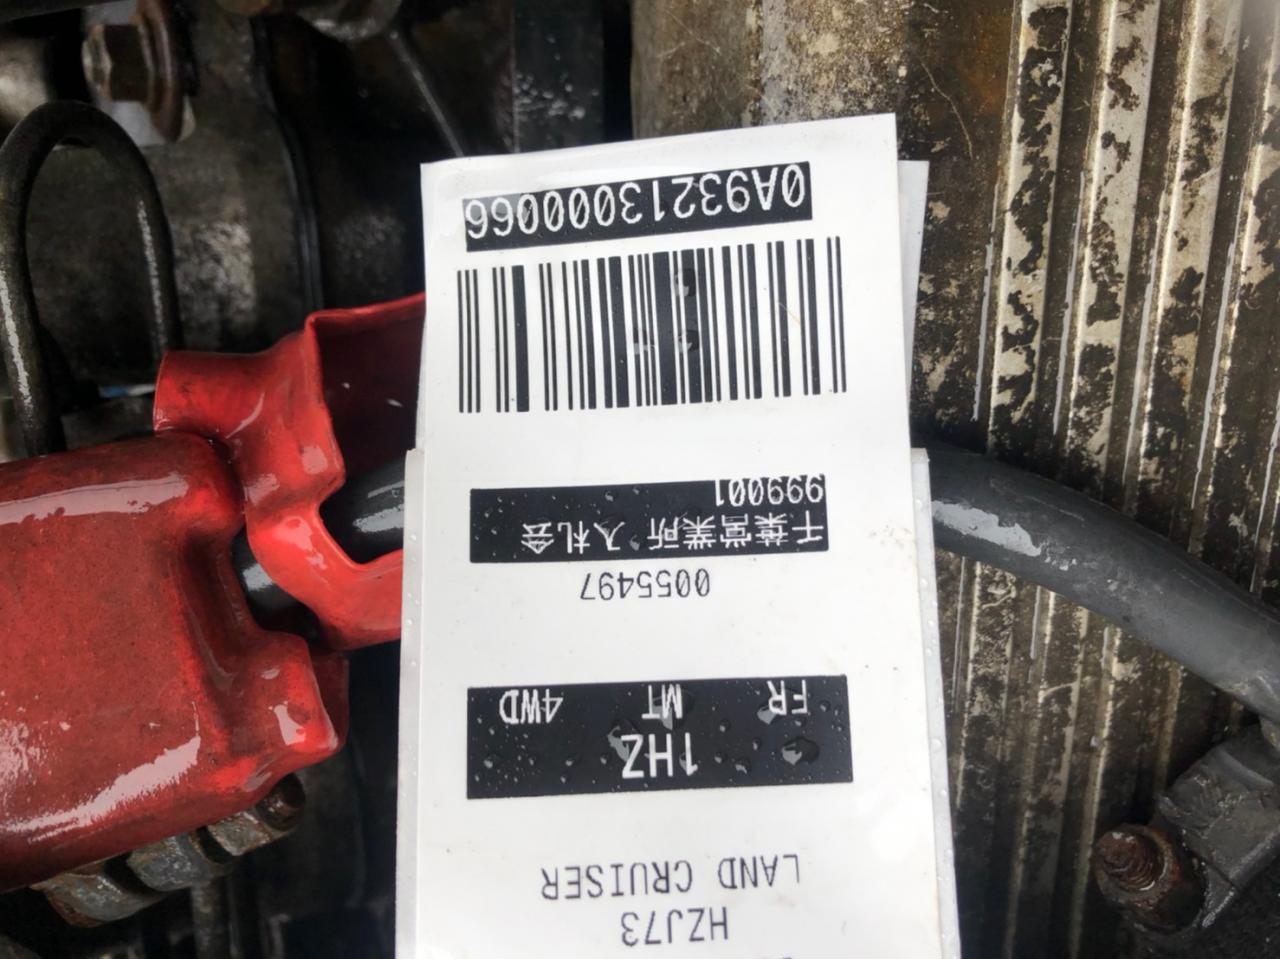 HZJ73
LAND CRUISER
1HZ
FR MT 4WD
0055497
千葉営業所 入札会
999001
0A93213000066